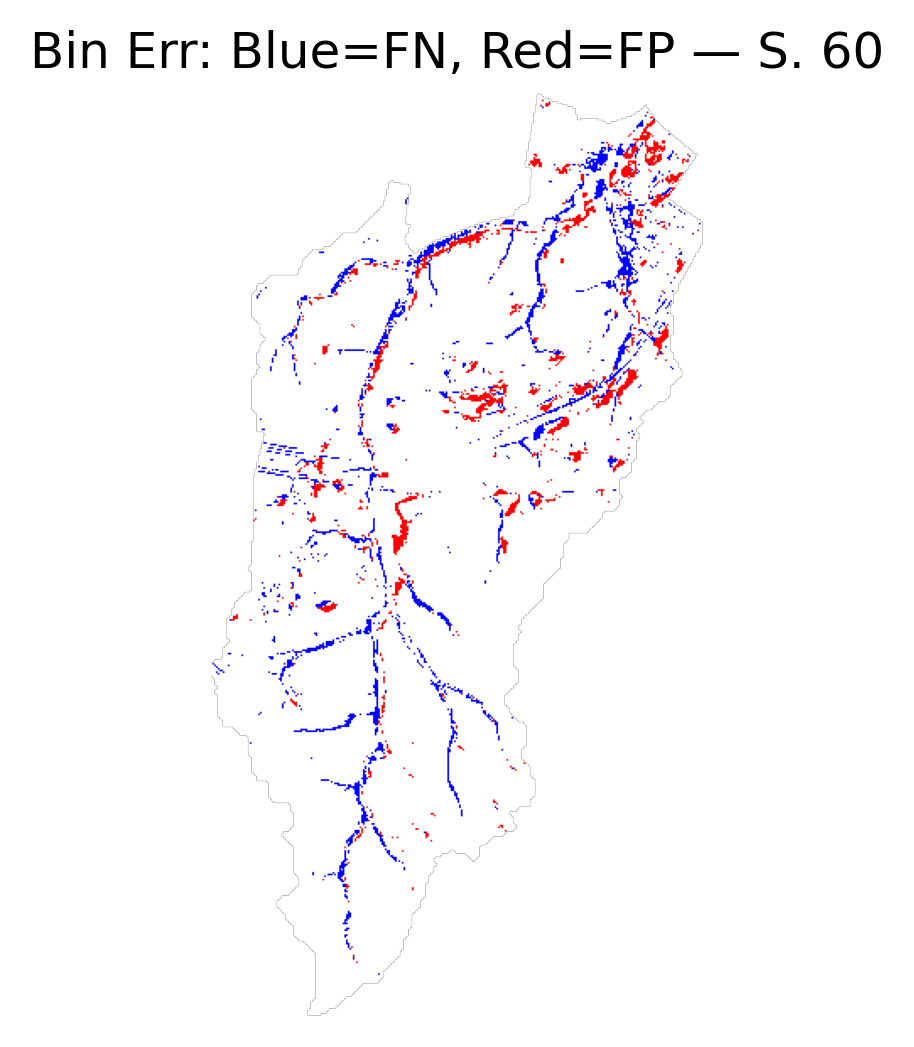 Bin Err: Blue=FN, Red=FP — S. 60